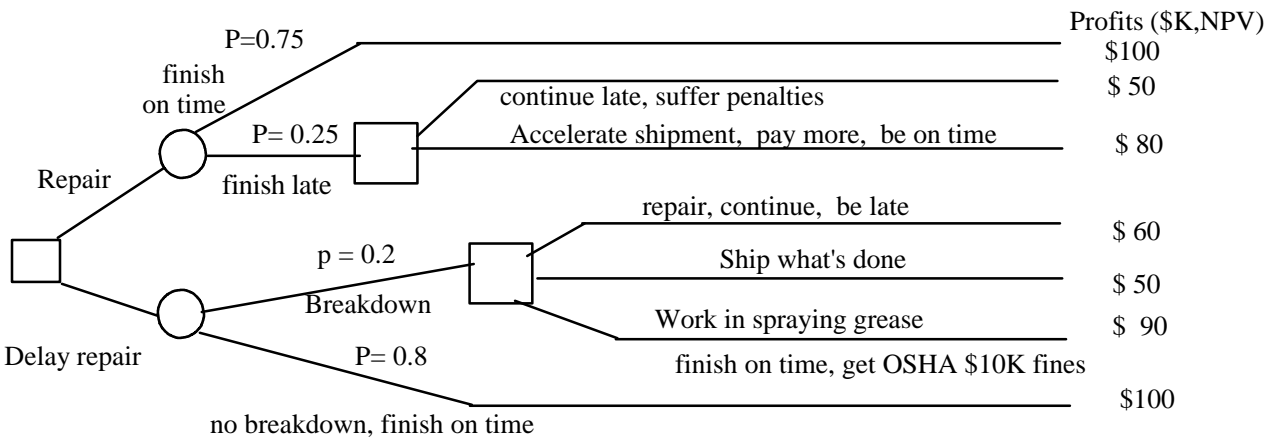 Profits ($K,NPV)
P=0.75
$100
finish
on time
$ 50
continue late, suffer penalties
P= 0.25
Accelerate shipment,  pay more,  be on time
$ 80
Repair
finish late
repair, continue,  be late
$ 60
p = 0.2
Ship what's done
$ 50
Breakdown
Work in spraying grease
$  90
Delay repair
P= 0.8
finish on time, get OSHA $10K fines
$100
no breakdown, finish on time